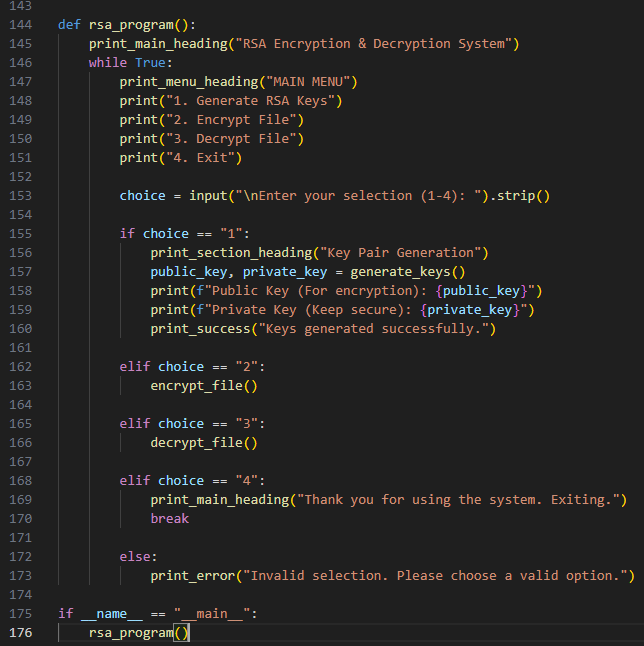 143
144 def rsa_program():
145     print_main_heading("RSA Encryption & Decryption System")
146     while True:
147         print_menu_heading("MAIN MENU")
148         print("1. Generate RSA Keys")
149         print("2. Encrypt File")
150         print("3. Decrypt File")
151         print("4. Exit")
152
153         choice = input("\nEnter your selection (1-4): ").strip()
154
155         if choice == "1":
156             print_section_heading("Key Pair Generation")
157             public_key, private_key = generate_keys()
158             print(f"Public Key (For encryption): {public_key}")
159             print(f"Private Key (Keep secure): {private_key}")
160             print_success("Keys generated successfully.")
161
162         elif choice == "2":
163             encrypt_file()
164
165         elif choice == "3":
166             decrypt_file()
167
168         elif choice == "4":
169             print_main_heading("Thank you for using the system. Exiting.")
170             break
171
172         else:
173             print_error("Invalid selection. Please choose a valid option.")
174
175 if __name__ == "__main__":
176     rsa_program()